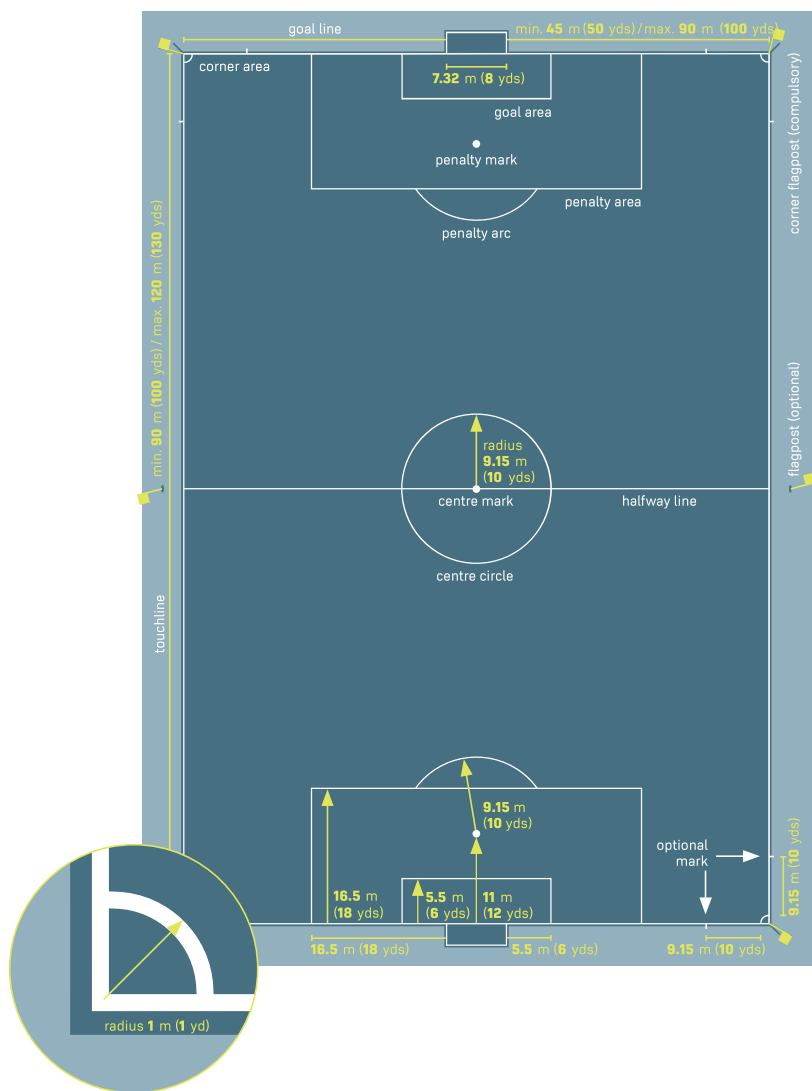 goal line
min. 45 m (50 yds) / max. 90 m (100 yds)
corner area
7.32 m (8 yds)
goal area
penalty mark
penalty area
penalty arc
corner flagpost (compulsory)
min. 90 m (100 yds) / max. 120 m (130 yds)
flagpost (optional)
radius
9.15 m
(10 yds)
centre mark
halfway line
centre circle
touchline
9.15 m
(10 yds)
optional
mark
9.15 m (10 yds)
16.5 m
(18 yds)
5.5 m
(6 yds)
11 m
(12 yds)
16.5 m (18 yds)
5.5 m (6 yds)
9.15 m (10 yds)
radius 1 m (1 yd)